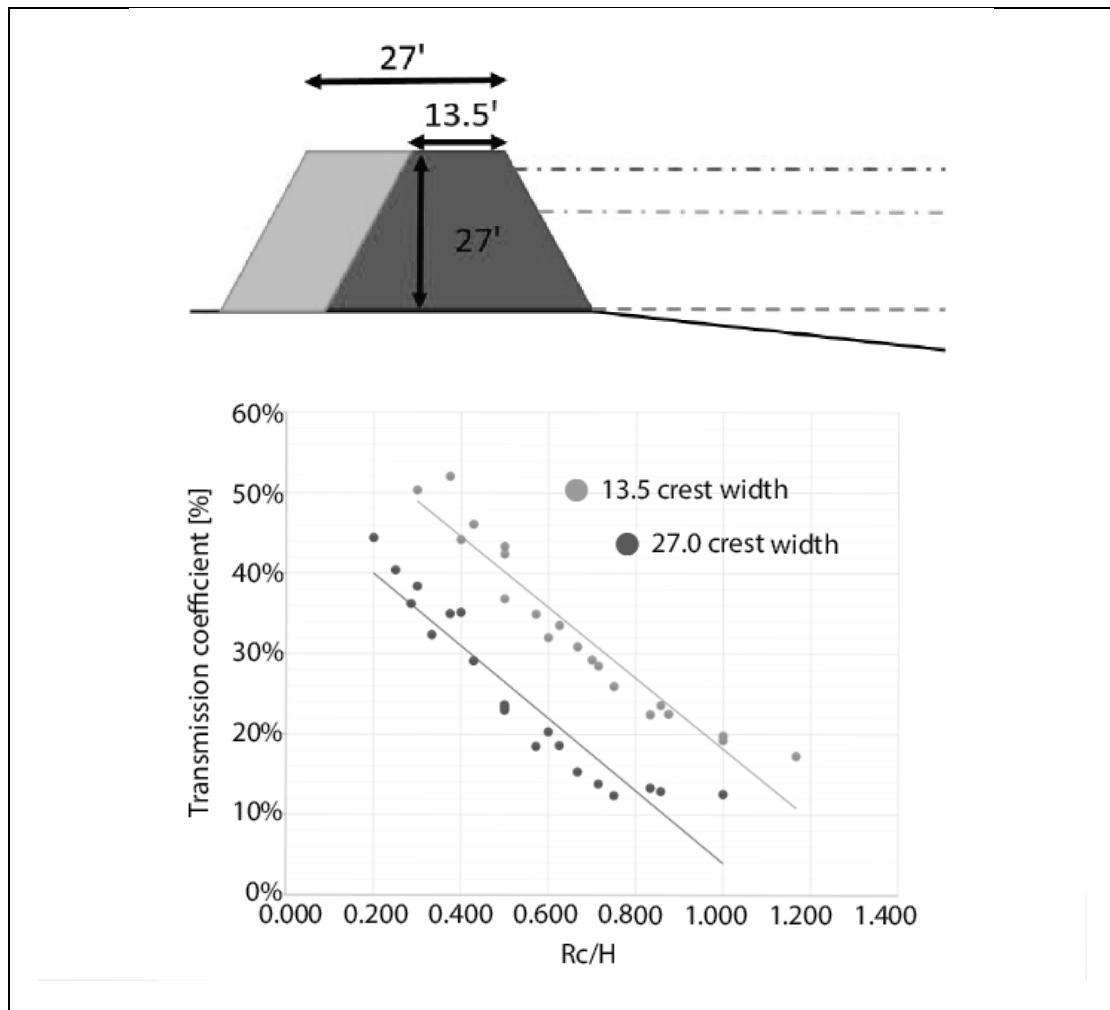 27'
13.5'
27'
60%
50%
40%
30%
20%
10%
0%
Transmission coefficient [%]
13.5 crest width
27.0 crest width
0.000 0.200 0.400 0.600 0.800 1.000 1.200 1.400
Rc/H